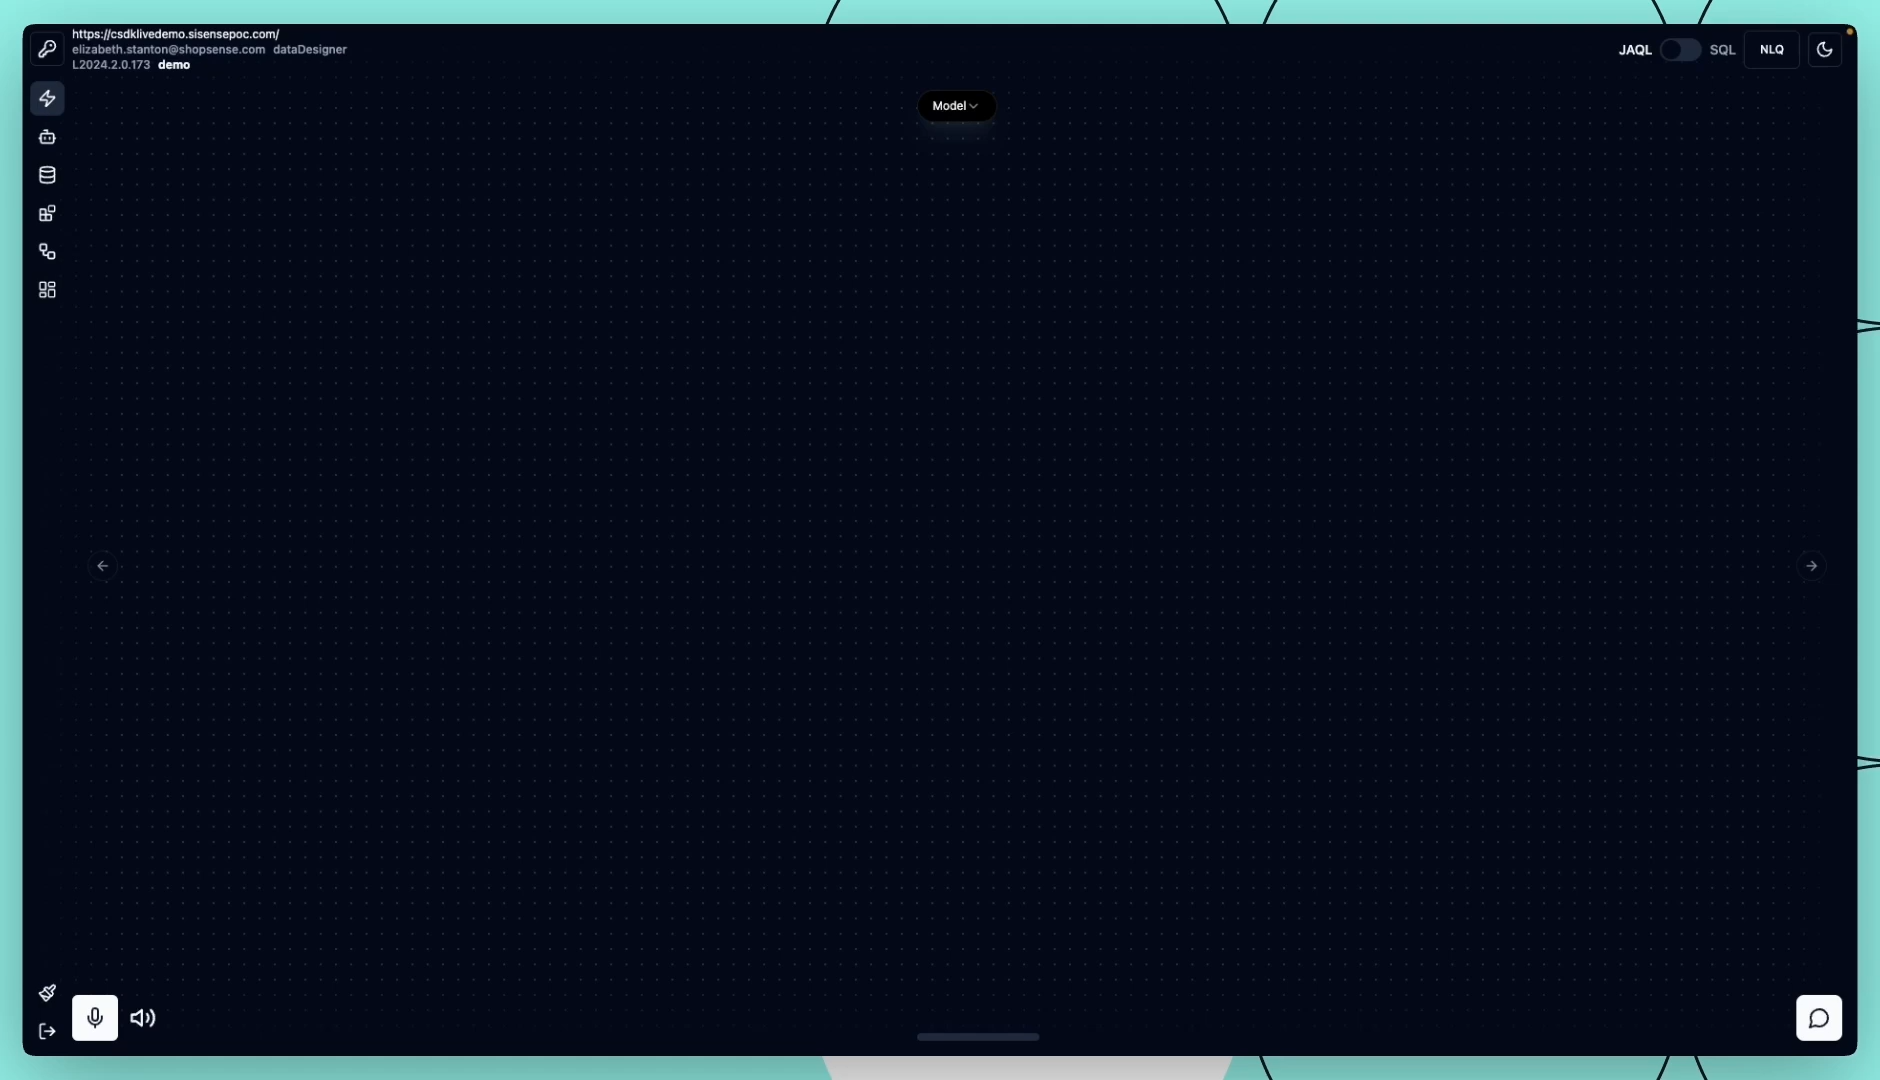 https://csdklivedemo.sisensepoc.com/
elizabeth.stanton@shopsense.com dataDesigner
L2024.2.0.173 demo
JAQL SQL NLQ
Model